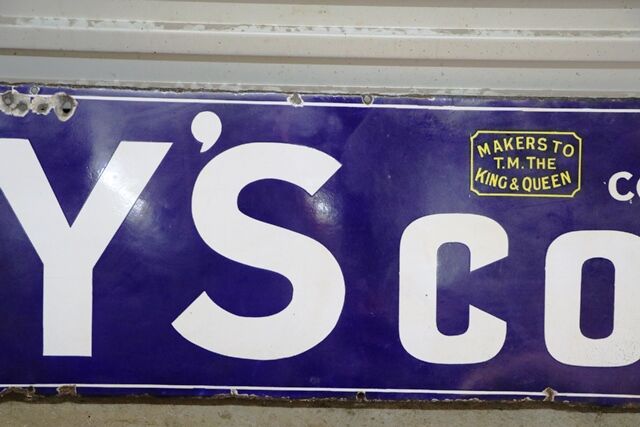 Y'S CO
MAKERS TO
T.M. THE
KING & QUEEN
C